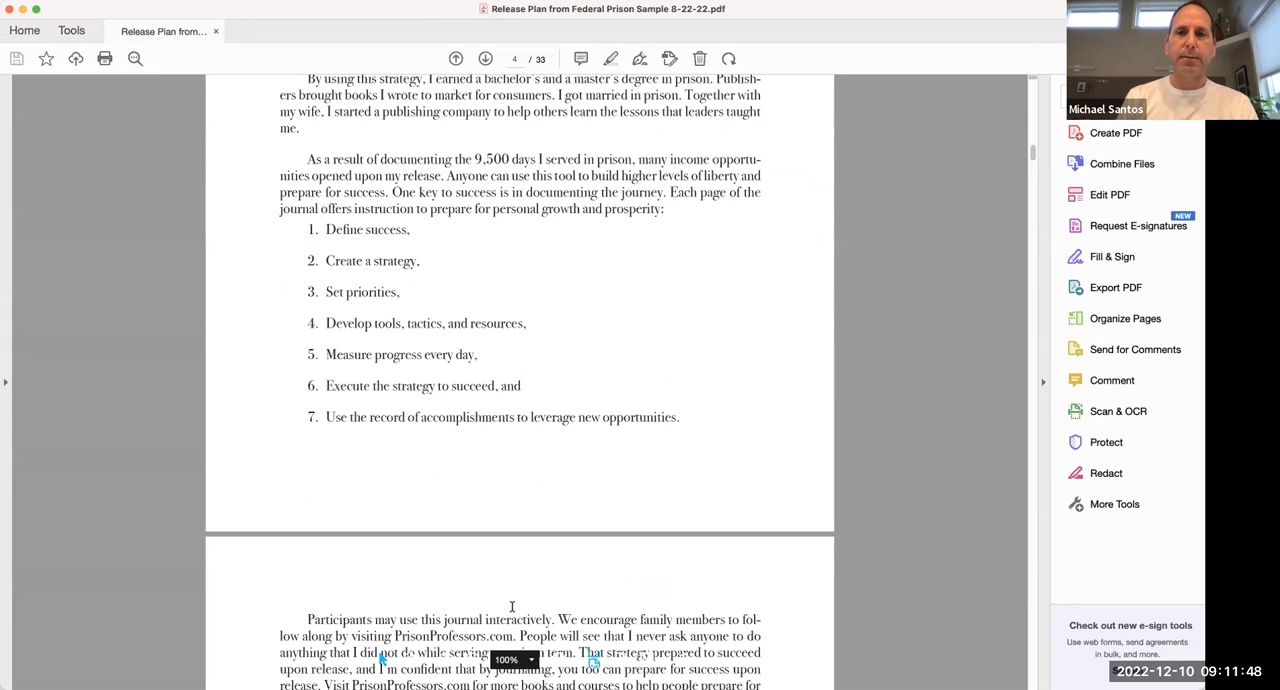 Release Plan from Federal Prison Sample 8-22-22.pdf
Home
Tools
Release Plan from...
4 / 33
Michael Santos
By using this strategy, I earned a bachelor's and a master's degree in prison. Publish-
ers brought books I wrote to market for consumers. I got married in prison. Together with
my wife, I started a publishing company to help others learn the lessons that leaders taught
me.
As a result of documenting the 9,500 days I served in prison, many income opportu-
nities opened upon my release. Anyone can use this tool to build higher levels of liberty and
prepare for success. One key to success is in documenting the journey. Each page of the
journal offers instruction to prepare for personal growth and prosperity:
1. Define success,
2. Create a strategy,
3. Set priorities,
4. Develop tools, tactics, and resources,
5. Measure progress every day,
6. Execute the strategy to succeed, and
7. Use the record of accomplishments to leverage new opportunities.
Participants may use this journal interactively. We encourage family members to fol-
low along by visiting PrisonProfessors.com. People will see that I never ask anyone to do
anything that I did not do while serving term. That strategy prepared to succeed
upon release, and I'm confident that by journaling, you too can prepare for success upon
release. Visit PrisonProfessors.com for more books and courses to help people prepare for
100%
Create PDF
Combine Files
Edit PDF
NEW
Request E-signatures
Fill & Sign
Export PDF
Organize Pages
Send for Comments
Comment
Scan & OCR
Protect
Redact
More Tools
Check out new e-sign tools
Use web forms, send agreements
in bulk, and more.
2022-12-10 09:11:48